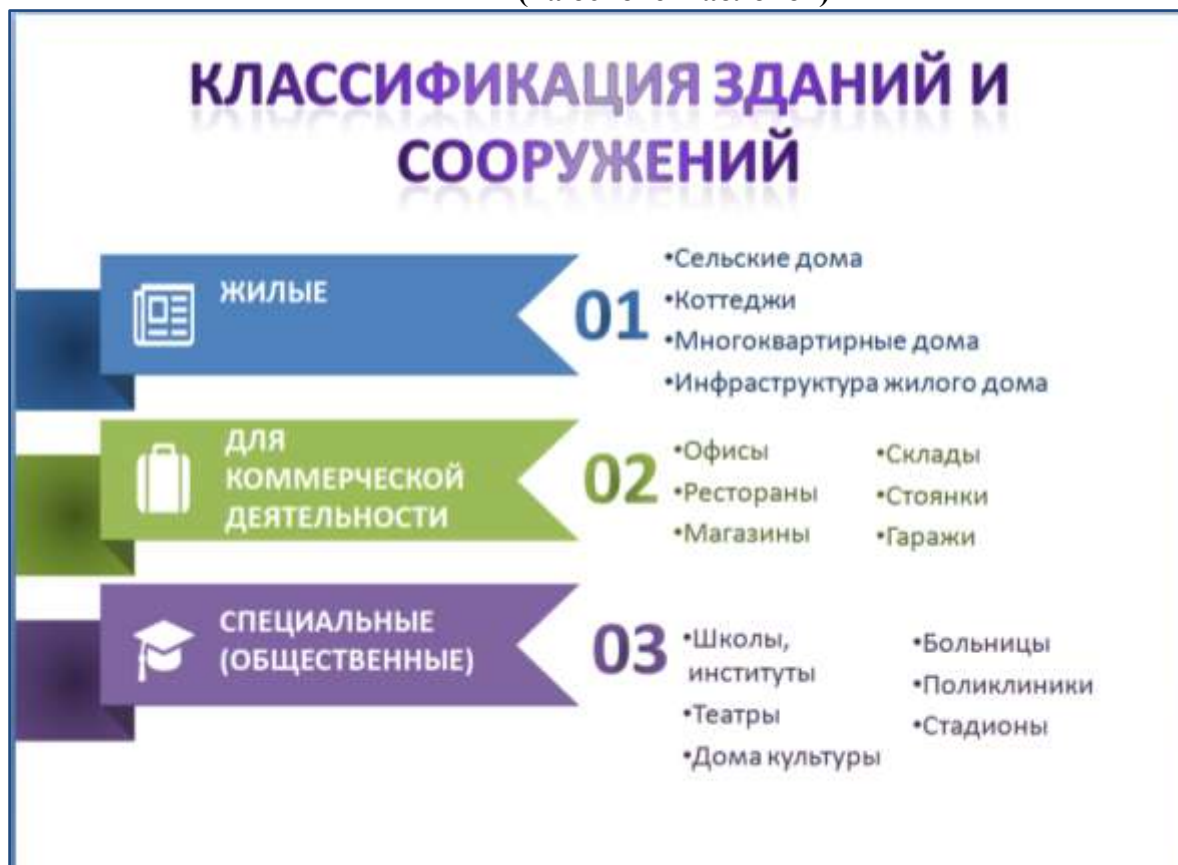 КЛАССИФИКАЦИЯ ЗДАНИЙ И
СООРУЖЕНИЙ
ЖИЛЫЕ
01
•Сельские дома
•Коттеджи
•Многоквартирные дома
•Инфраструктура жилого дома
ДЛЯ
КОММЕРЧЕСКОЙ
ДЕЯТЕЛЬНОСТИ
02
•Офисы
•Рестораны
•Магазины
•Склады
•Стоянки
•Гаражи
СПЕЦИАЛЬНЫЕ
(ОБЩЕСТВЕННЫЕ)
03
•Школы,
институты
•Театры
•Дома культуры
•Больницы
•Поликлиники
•Стадионы